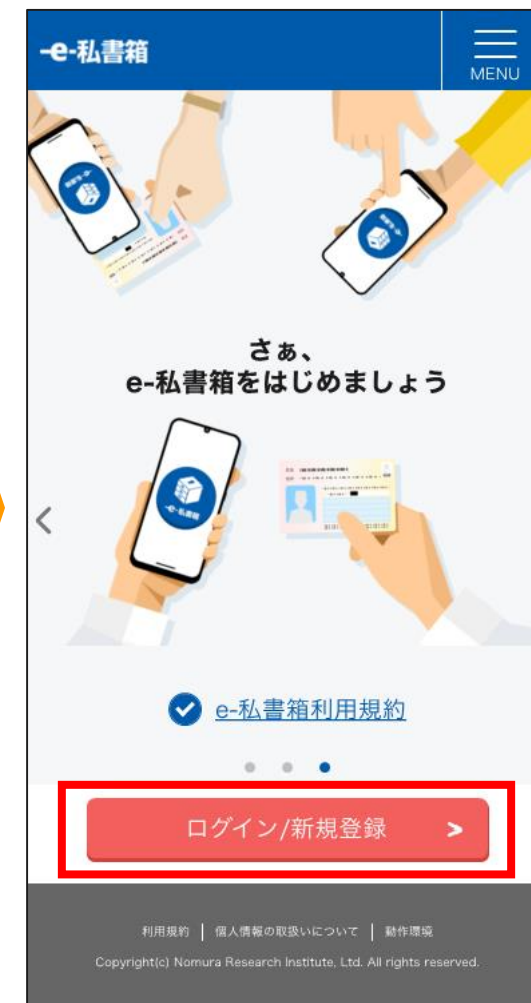 -e-私書箱
MENU
さぁ、
e-私書箱をはじめましょう
-e-私書箱
e-私書箱利用規約
ログイン/新規登録 >
利用規約 | 個人情報の取扱いについて | 動作環境
Copyright(c) Nomura Research Institute, Ltd. All rights reserved.